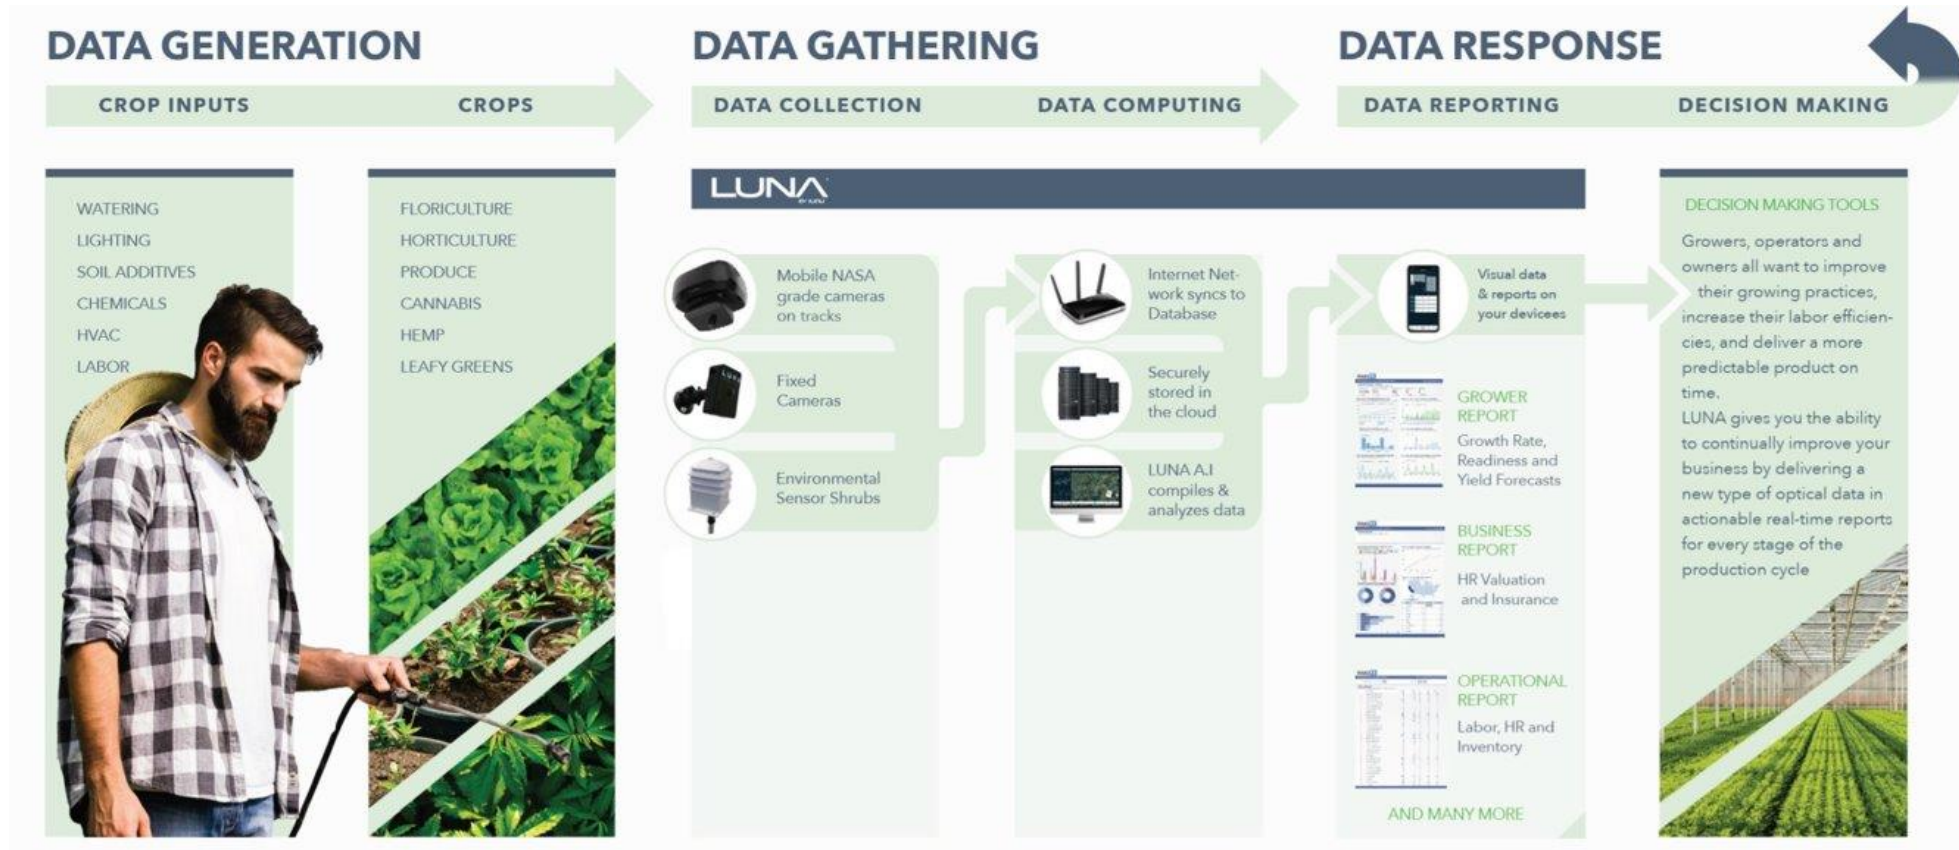 DATA GENERATION
CROP INPUTS
CROPS
WATERING
LIGHTING
SOIL ADDITIVES
CHEMICALS
HVAC
LABOR
FLORICULTURE
HORTICULTURE
PRODUCE
CANNABIS
HEMP
LEAFY GREENS
DATA GATHERING
DATA COLLECTION
DATA COMPUTING
LUNA
Mobile NASA
grade cameras
on tracks
Fixed
Cameras
Environmental
Sensor Shrubs
Internet Net-
work syncs to
Database
Securely
stored in
the cloud
LUNA A.I
compiles &
analyzes data
DATA RESPONSE
DATA REPORTING
DECISION MAKING
Visual data
& reports on
your devicees
GROWER
REPORT
Growth Rate,
Readiness and
Yield Forecasts
BUSINESS
REPORT
HR Valuation
and Insurance
OPERATIONAL
REPORT
Labor, HR and
Inventory
AND MANY MORE
DECISION MAKING TOOLS
Growers, operators and
owners all want to improve
their growing practices,
increase their labor efficien-
cies, and deliver a more
predictable product on
time.
LUNA gives you the ability
to continually improve your
business by delivering a
new type of optical data in
actionable real-time reports
for every stage of the
production cycle